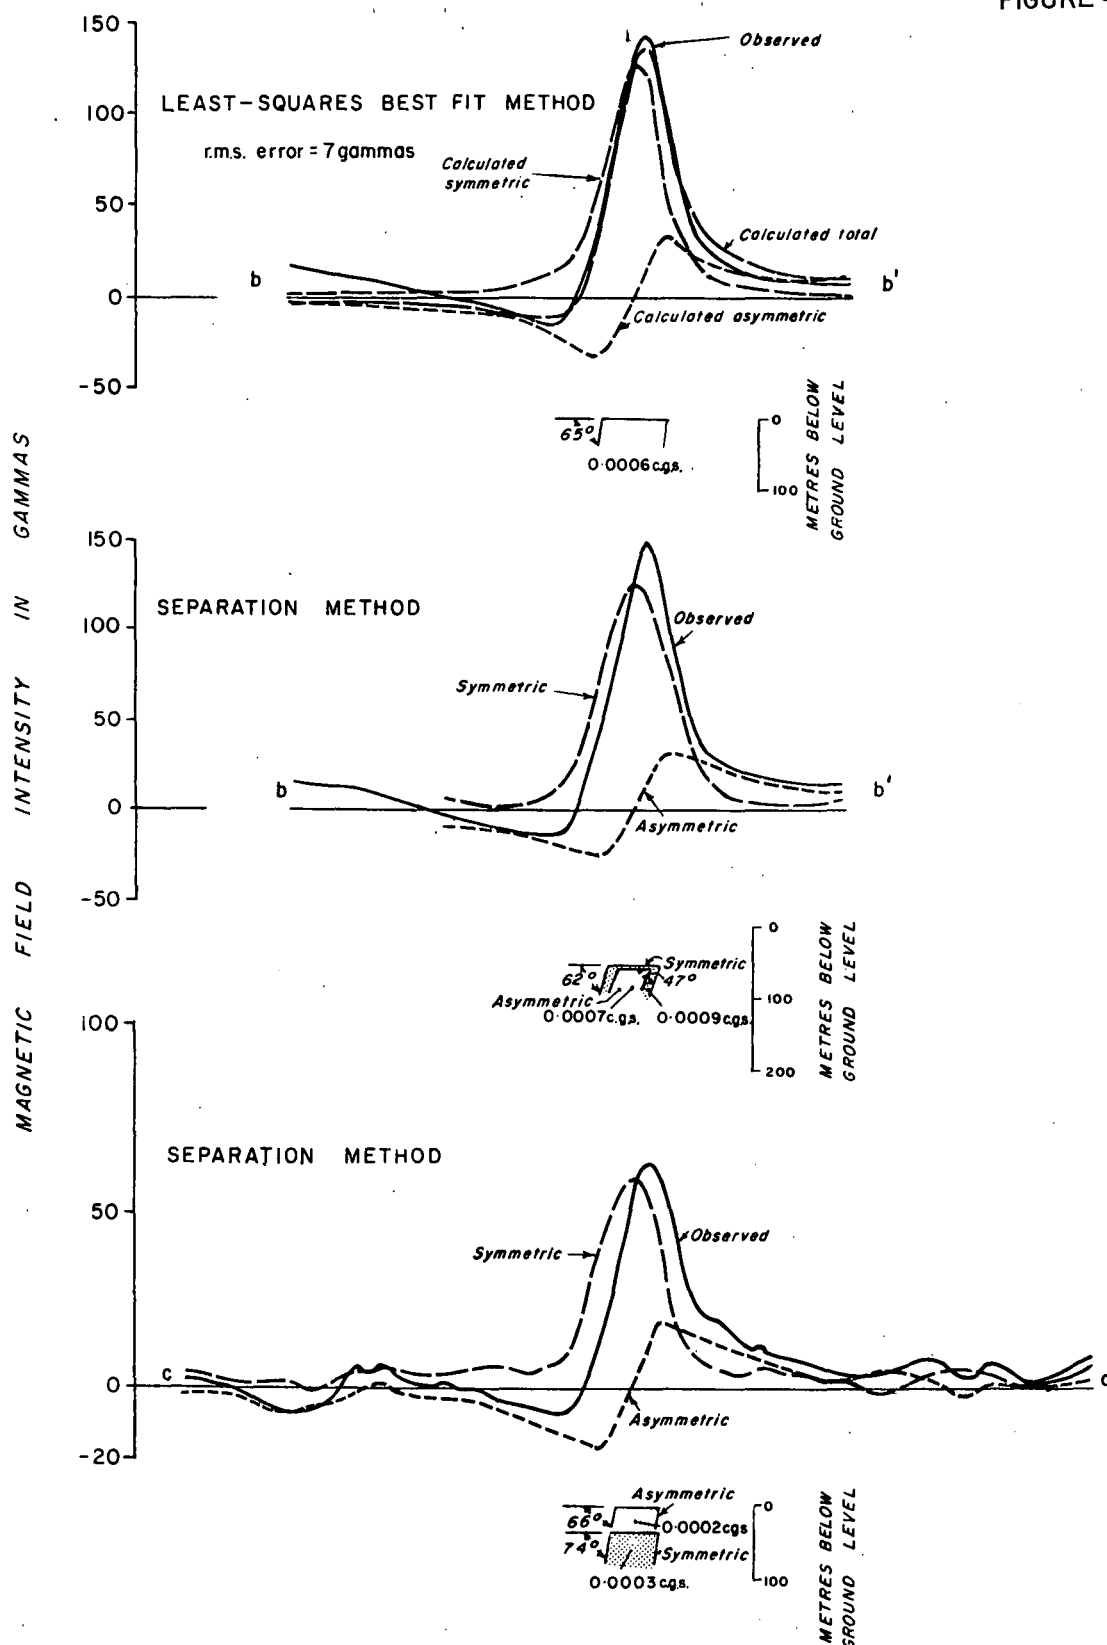 FIGURE
MAGNETIC FIELD INTENSITY IN GAMMAS
150
100
50
0
-50
LEAST-SQUARES BEST FIT METHOD
r.m.s. error = 7 gammas
Observed
Calculated
symmetric
Calculated total
b
b'
Calculated asymmetric
65°
0·0006 c.g.s.
0
100
METRES BELOW
GROUND LEVEL
150
100
50
0
-50
SEPARATION METHOD
Observed
Symmetric
b
b'
Asymmetric
62°
Symmetric
47°
Asymmetric
0·0007 c.g.s.
0·0009 c.g.s.
0
100
200
METRES BELOW
GROUND LEVEL
100
50
0
-20
SEPARATION METHOD
Symmetric
Observed
c
c
Asymmetric
Asymmetric
66°
0·0002 cgs
74°
Symmetric
0·0003 c.g.s.
0
100
METRES BELOW
GROUND LEVEL